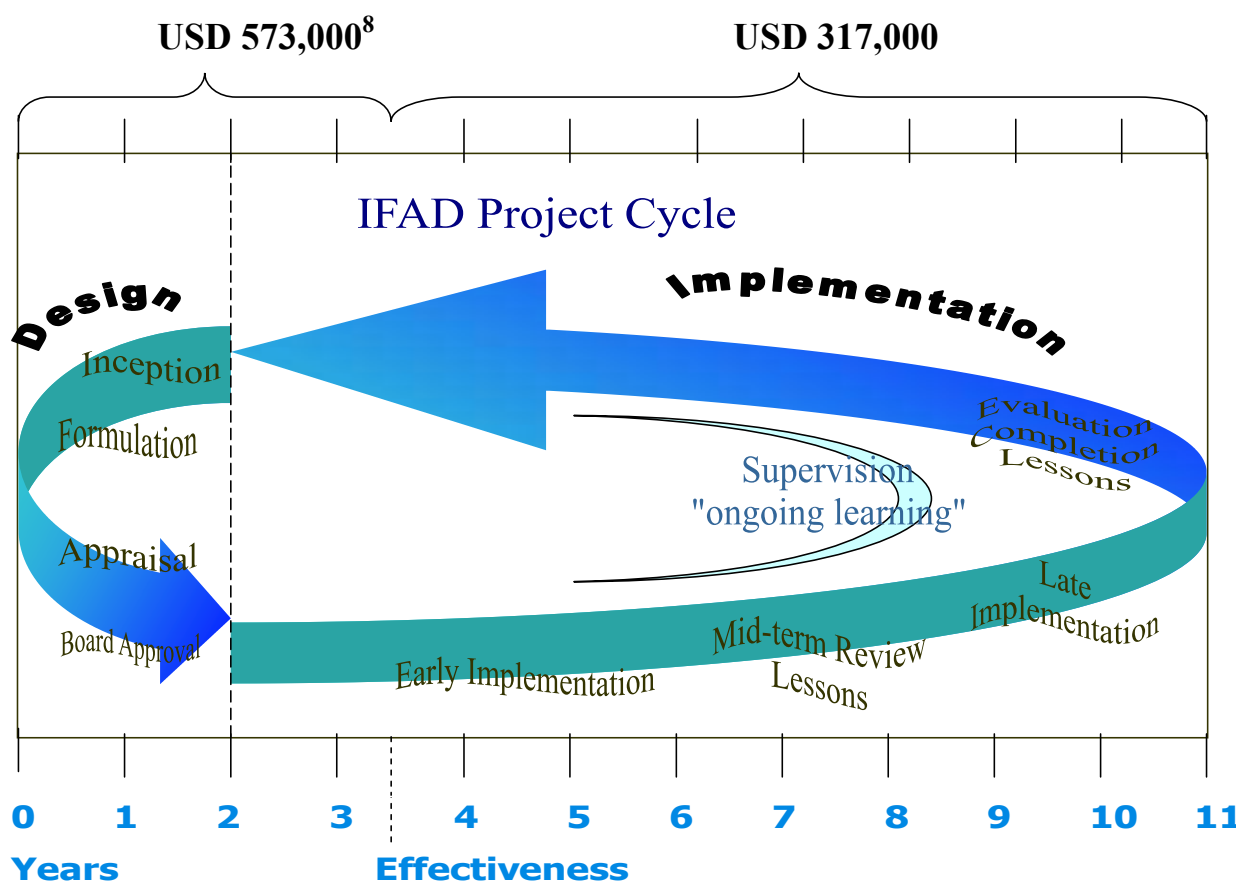 USD 573,000⁸
USD 317,000
IFAD Project Cycle
Design
Implementation
Inception
Formulation
Appraisal
Board Approval
Evaluation
Completion
Lessons
Supervision
"ongoing learning"
Late
Implementation
Mid-term Review
Lessons
Early Implementation
0 1 2 3 4 5 6 7 8 9 10 11
Years Effectiveness